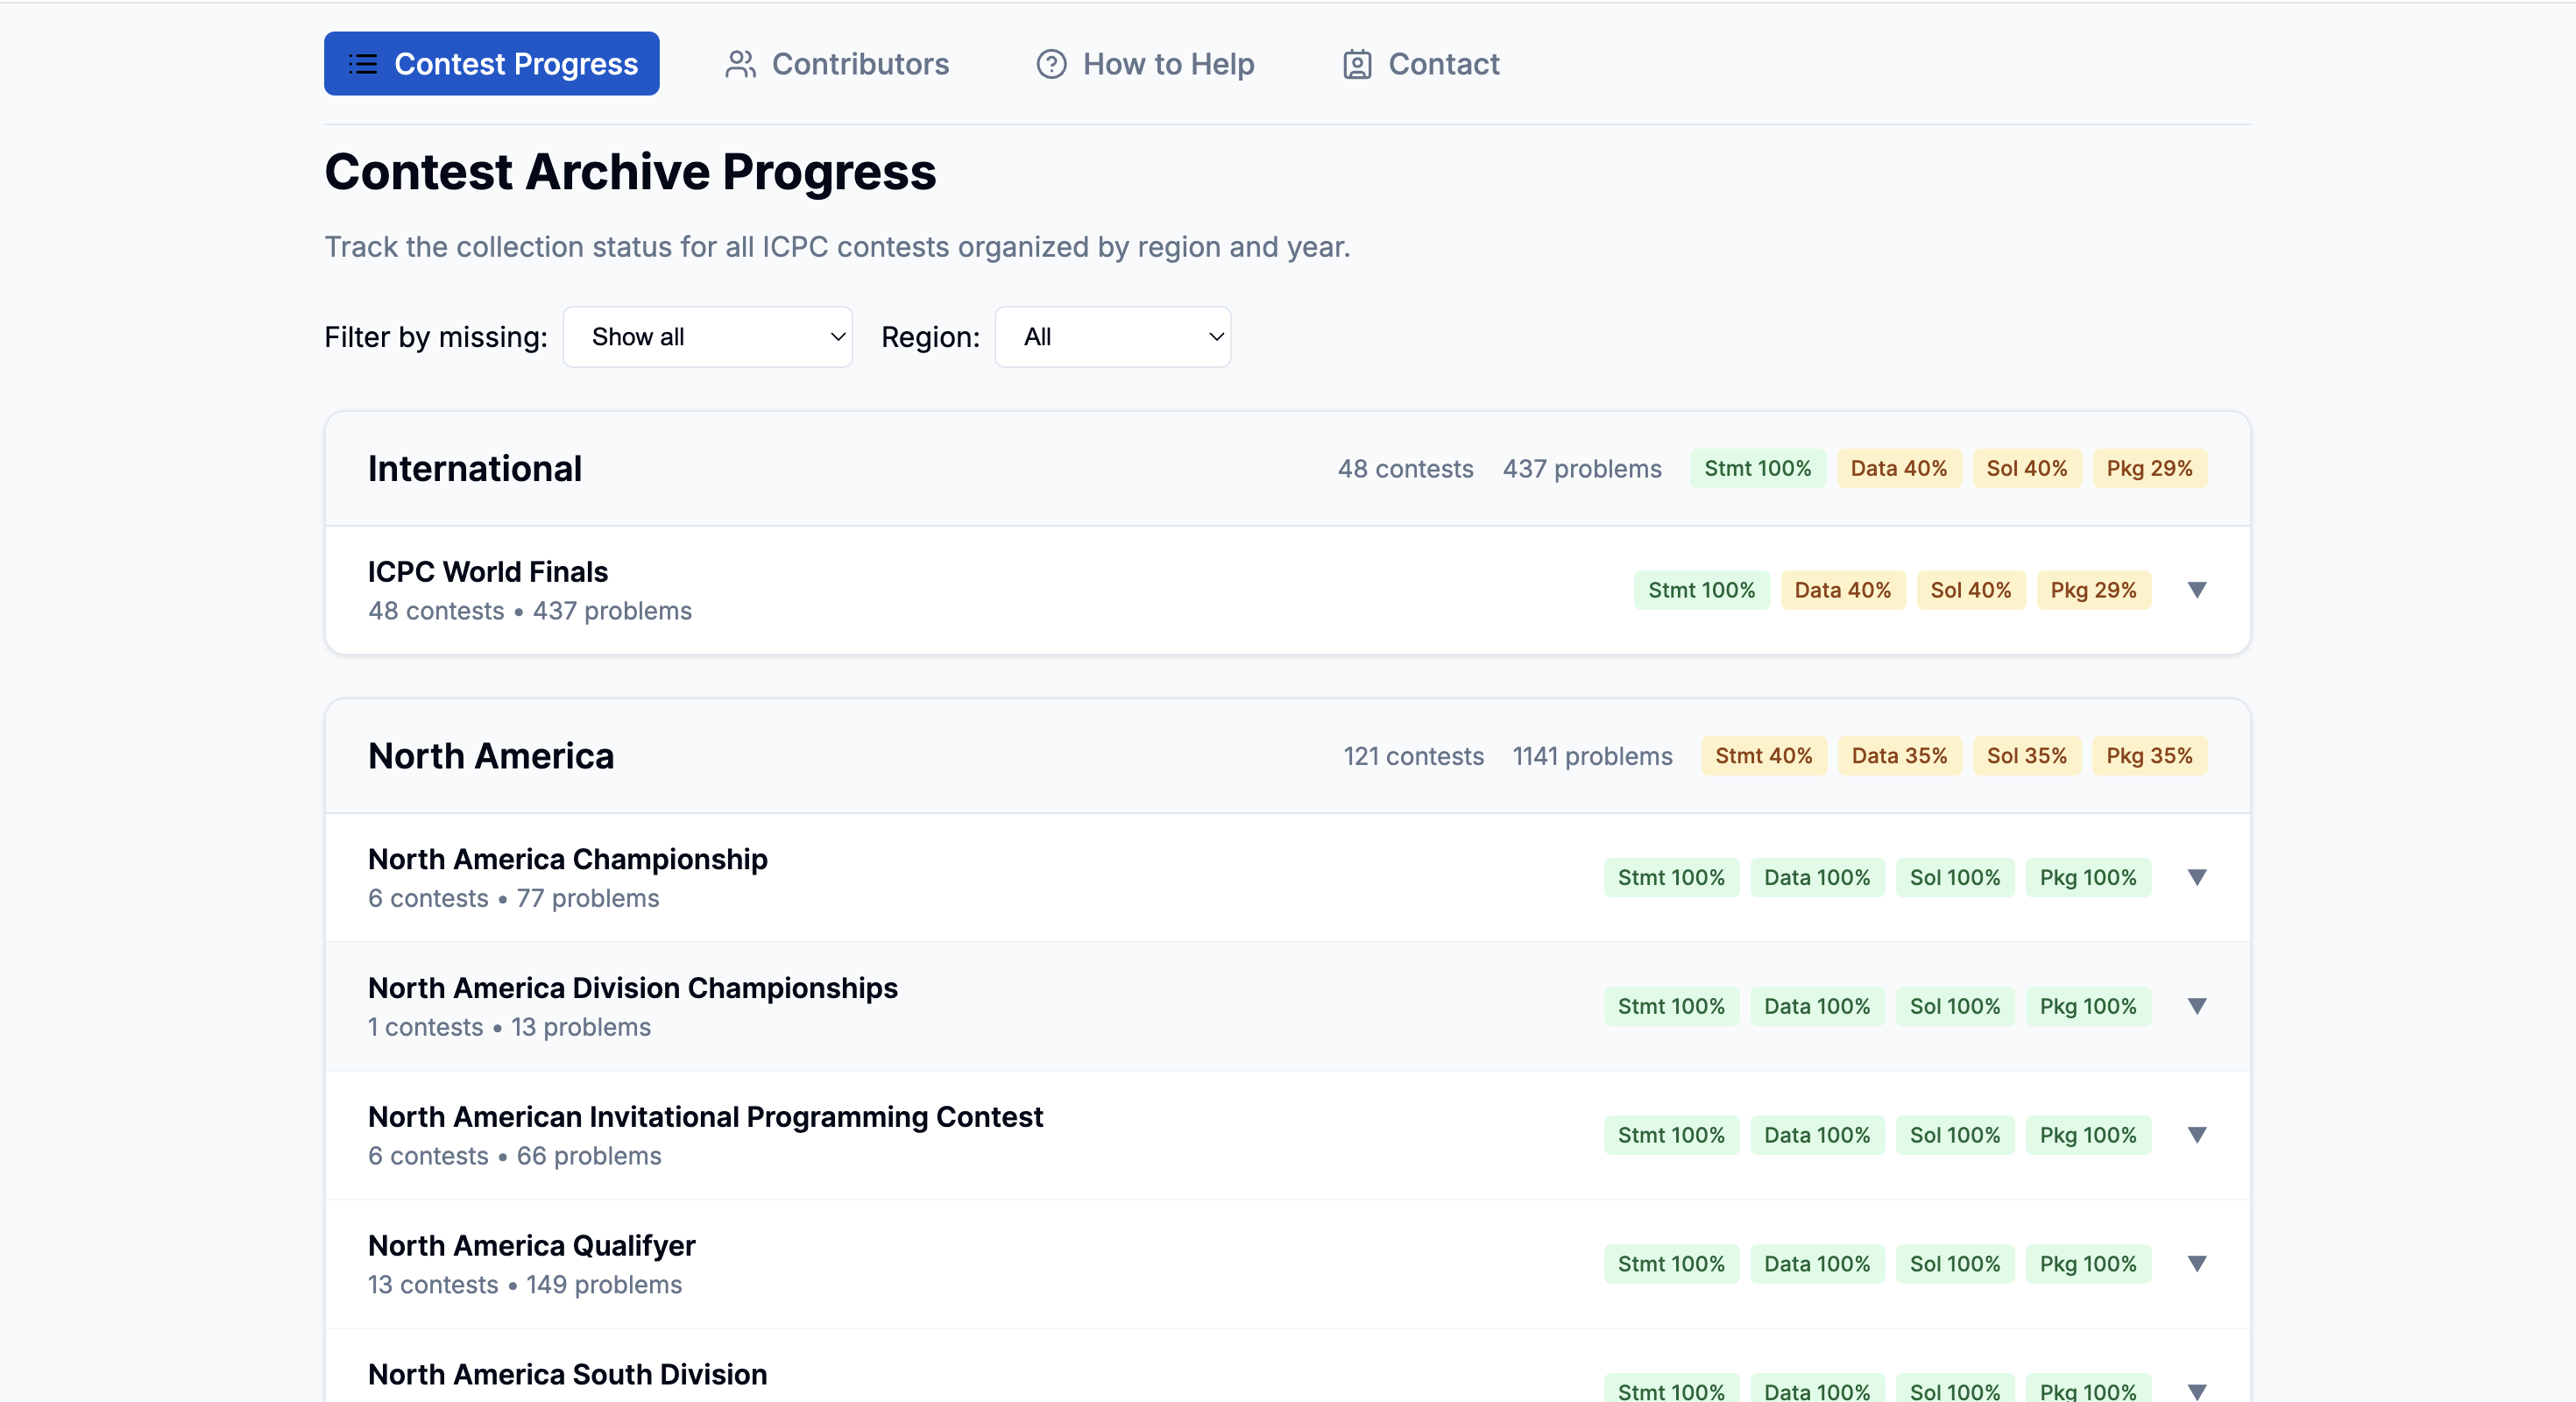 Contest Progress Contributors How to Help Contact
Contest Archive Progress
Track the collection status for all ICPC contests organized by region and year.
Filter by missing: Show all Region: All
International 48 contests 437 problems Stmt 100% Data 40% Sol 40% Pkg 29%
ICPC World Finals
48 contests • 437 problems
Stmt 100% Data 40% Sol 40% Pkg 29% ▼
North America 121 contests 1141 problems Stmt 40% Data 35% Sol 35% Pkg 35%
North America Championship
6 contests • 77 problems
Stmt 100% Data 100% Sol 100% Pkg 100% ▼
North America Division Championships
1 contests • 13 problems
Stmt 100% Data 100% Sol 100% Pkg 100% ▼
North American Invitational Programming Contest
6 contests • 66 problems
Stmt 100% Data 100% Sol 100% Pkg 100% ▼
North America Qualifyer
13 contests • 149 problems
Stmt 100% Data 100% Sol 100% Pkg 100% ▼
North America South Division
Stmt 100% Data 100% Sol 100% Pkg 100% ▼